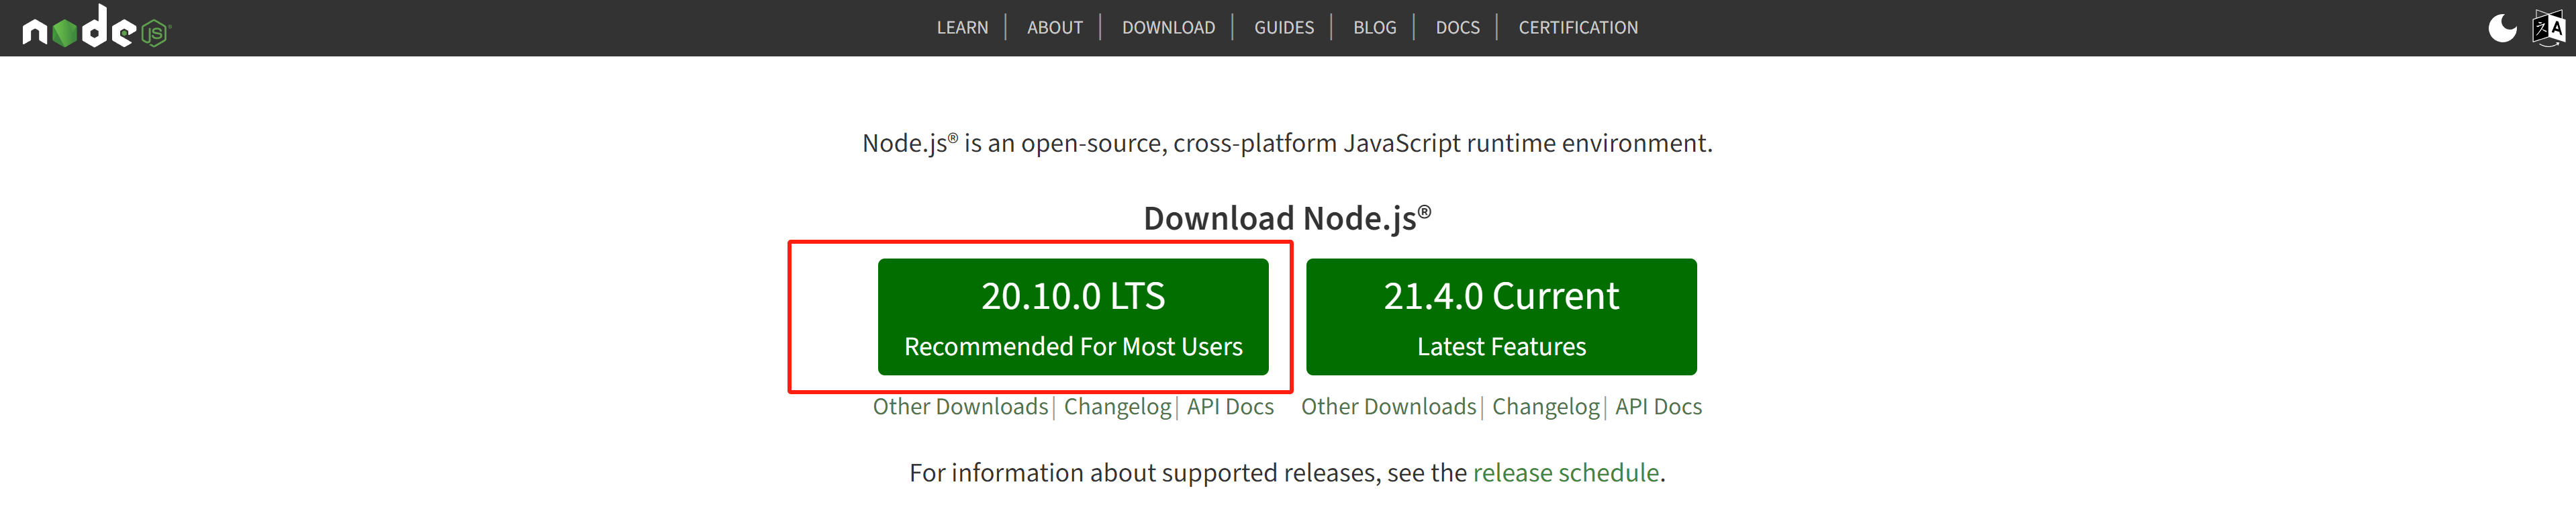 node JS
LEARN | ABOUT | DOWNLOAD | GUIDES | BLOG | DOCS | CERTIFICATION
Node.js® is an open-source, cross-platform JavaScript runtime environment.
Download Node.js®
20.10.0 LTS
Recommended For Most Users
21.4.0 Current
Latest Features
Other Downloads | Changelog | API Docs
Other Downloads | Changelog | API Docs
For information about supported releases, see the release schedule.